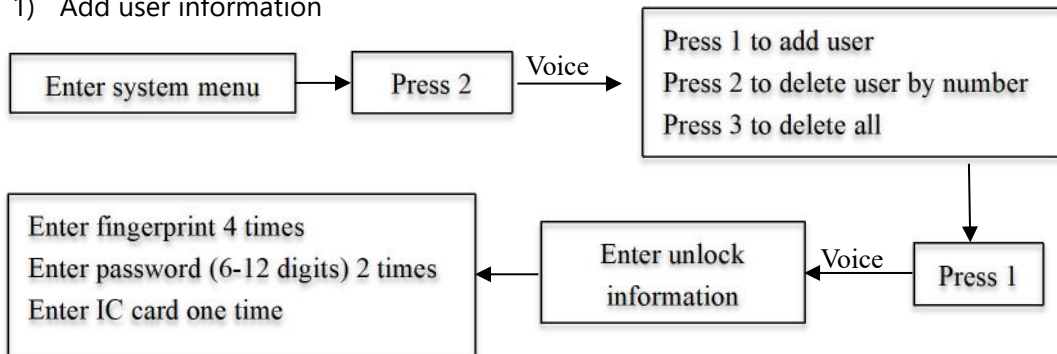 1) Add user information
Enter system menu
Press 2
Voice
Press 1 to add user
Press 2 to delete user by number
Press 3 to delete all
Press 1
Voice
Enter unlock
information
Enter fingerprint 4 times
Enter password (6-12 digits) 2 times
Enter IC card one time